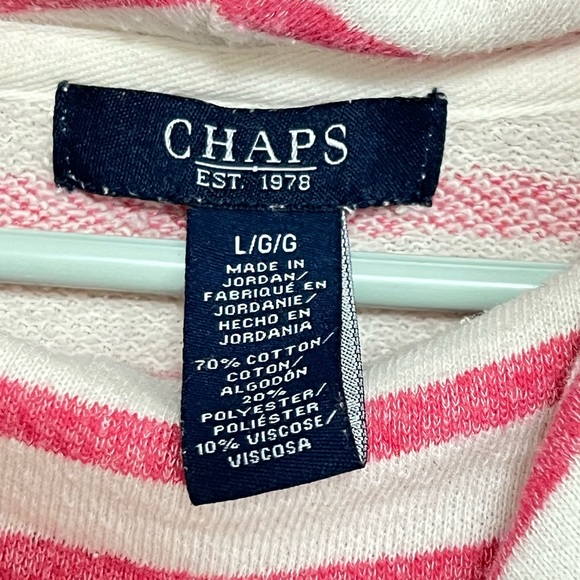 CHAPS
EST. 1978
L/G/G
MADE IN
JORDAN/
FABRIQUÉ EN
JORDANIE/
HECHO EN
JORDANIA
70% COTTON/
COTON/
ALGODÓN
20%
POLYESTER/
POLIÉSTER
10% VISCOSE/
VISCOSA